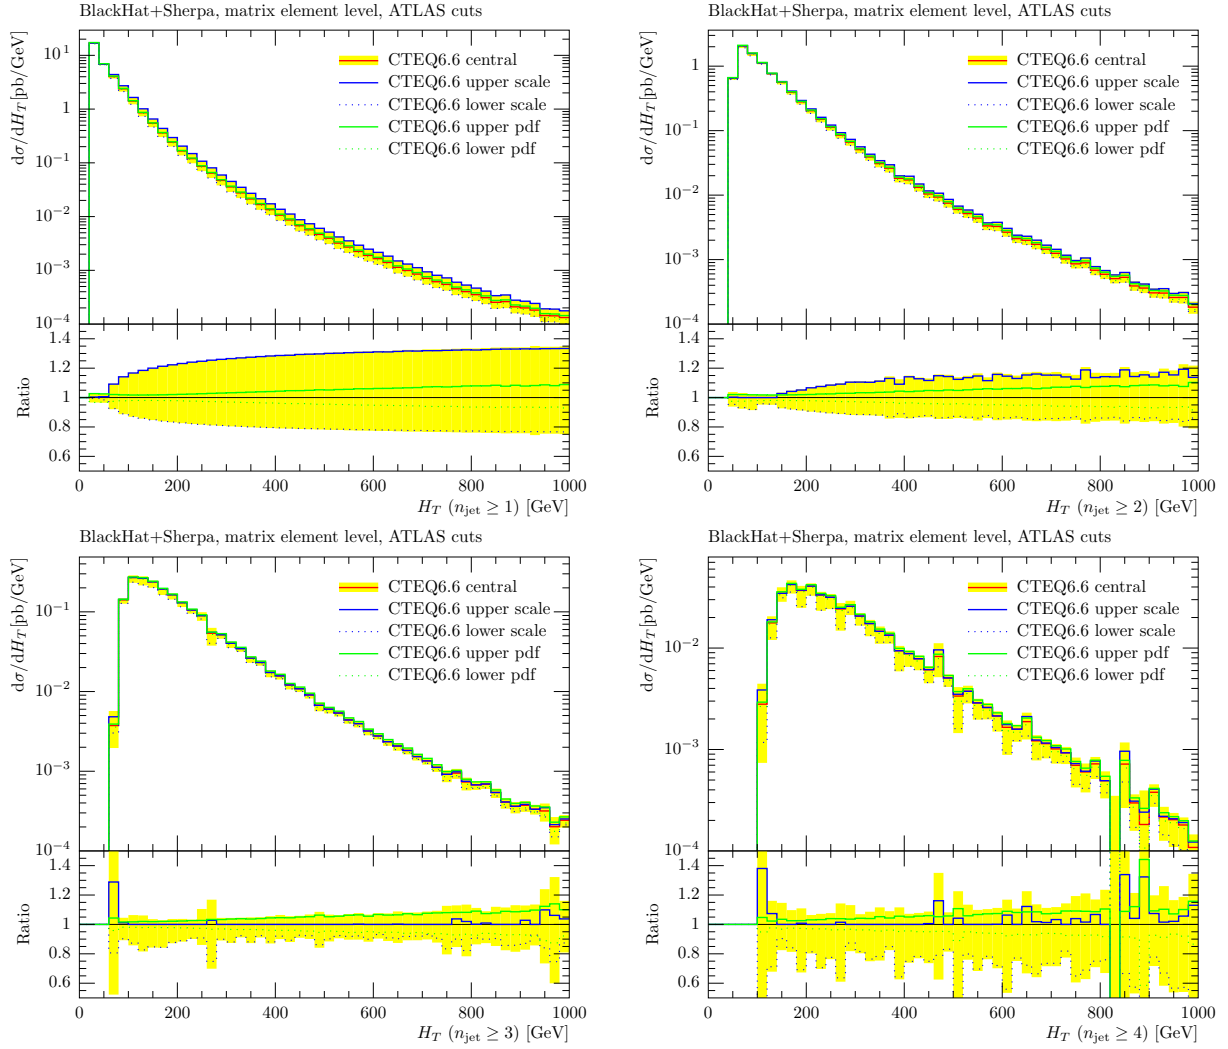 BlackHat+Sherpa, matrix element level, ATLAS cuts
dσ/dH_T [pb/GeV]
CTEQ6.6 central
CTEQ6.6 upper scale
CTEQ6.6 lower scale
CTEQ6.6 upper pdf
CTEQ6.6 lower pdf
10^1
1
10^−1
10^−2
10^−3
10^−4
Ratio
1.4
1.2
1
0.8
0.6
0 200 400 600 800 1000
H_T (n_jet ≥ 1) [GeV]
BlackHat+Sherpa, matrix element level, ATLAS cuts
dσ/dH_T [pb/GeV]
CTEQ6.6 central
CTEQ6.6 upper scale
CTEQ6.6 lower scale
CTEQ6.6 upper pdf
CTEQ6.6 lower pdf
1
10^−1
10^−2
10^−3
10^−4
Ratio
1.4
1.2
1
0.8
0.6
0 200 400 600 800 1000
H_T (n_jet ≥ 2) [GeV]
BlackHat+Sherpa, matrix element level, ATLAS cuts
dσ/dH_T [pb/GeV]
CTEQ6.6 central
CTEQ6.6 upper scale
CTEQ6.6 lower scale
CTEQ6.6 upper pdf
CTEQ6.6 lower pdf
10^−1
10^−2
10^−3
10^−4
Ratio
1.4
1.2
1
0.8
0.6
0 200 400 600 800 1000
H_T (n_jet ≥ 3) [GeV]
BlackHat+Sherpa, matrix element level, ATLAS cuts
dσ/dH_T [pb/GeV]
CTEQ6.6 central
CTEQ6.6 upper scale
CTEQ6.6 lower scale
CTEQ6.6 upper pdf
CTEQ6.6 lower pdf
10^−2
10^−3
10^−4
Ratio
1.4
1.2
1
0.8
0.6
0 200 400 600 800 1000
H_T (n_jet ≥ 4) [GeV]